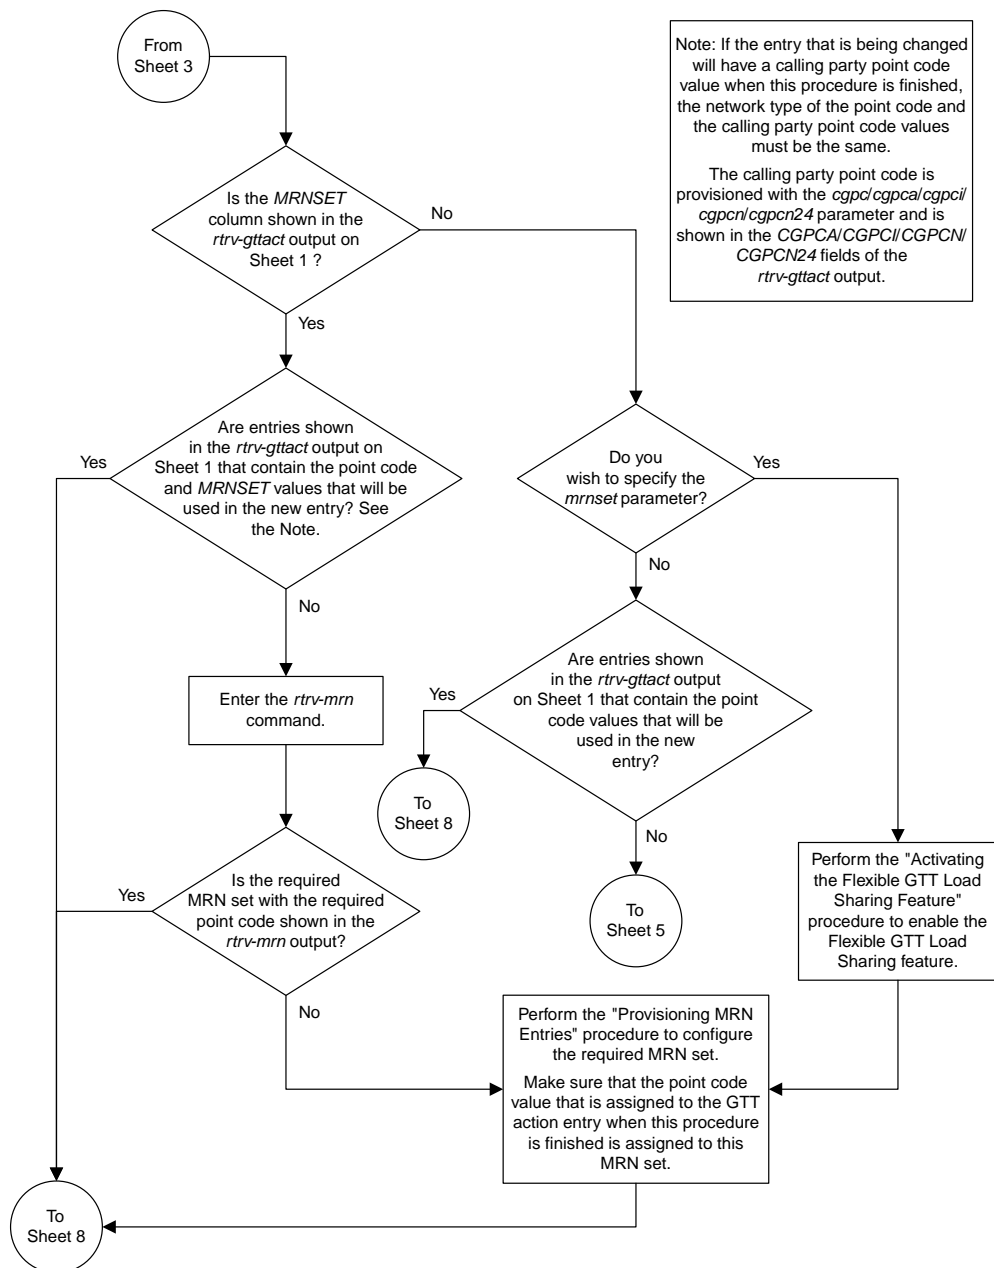 From
Sheet 3
Note: If the entry that is being changed
will have a calling party point code
value when this procedure is finished,
the network type of the point code and
the calling party point code values
must be the same.
The calling party point code is
provisioned with the cgpc/cgpca/cgpci/
cgpcn/cgpcn24 parameter and is
shown in the CGPCA/CGPCI/CGPCN/
CGPCN24 fields of the
rtrv-gttact output.
Is the MRNSET
column shown in the
rtrv-gttact output on
Sheet 1 ?
No
Yes
Are entries shown
in the rtrv-gttact output on
Sheet 1 that contain the point code
and MRNSET values that will be
used in the new entry? See
the Note.
Yes
No
Do you
wish to specify the
mrnset parameter?
Yes
No
Enter the rtrv-mrn
command.
Are entries shown
in the rtrv-gttact output
on Sheet 1 that contain the point
code values that will be
used in the new
entry?
Yes
No
To
Sheet 8
To
Sheet 5
Is the required
MRN set with the required
point code shown in the
rtrv-mrn output?
Yes
No
Perform the "Activating
the Flexible GTT Load
Sharing Feature"
procedure to enable the
Flexible GTT Load
Sharing feature.
Perform the "Provisioning MRN
Entries" procedure to configure
the required MRN set.
Make sure that the point code
value that is assigned to the GTT
action entry when this procedure
is finished is assigned to this
MRN set.
To
Sheet 8